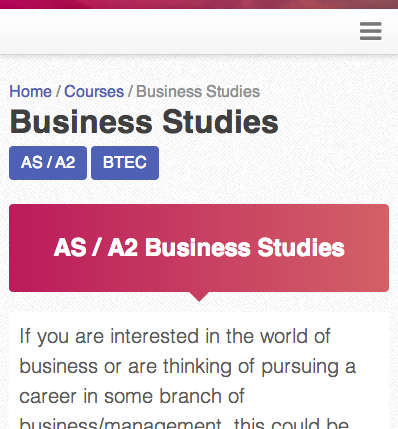 Home / Courses / Business Studies
Business Studies
AS / A2 BTEC
AS / A2 Business Studies
If you are interested in the world of
business or are thinking of pursuing a
career in some branch of
business/management, this could be